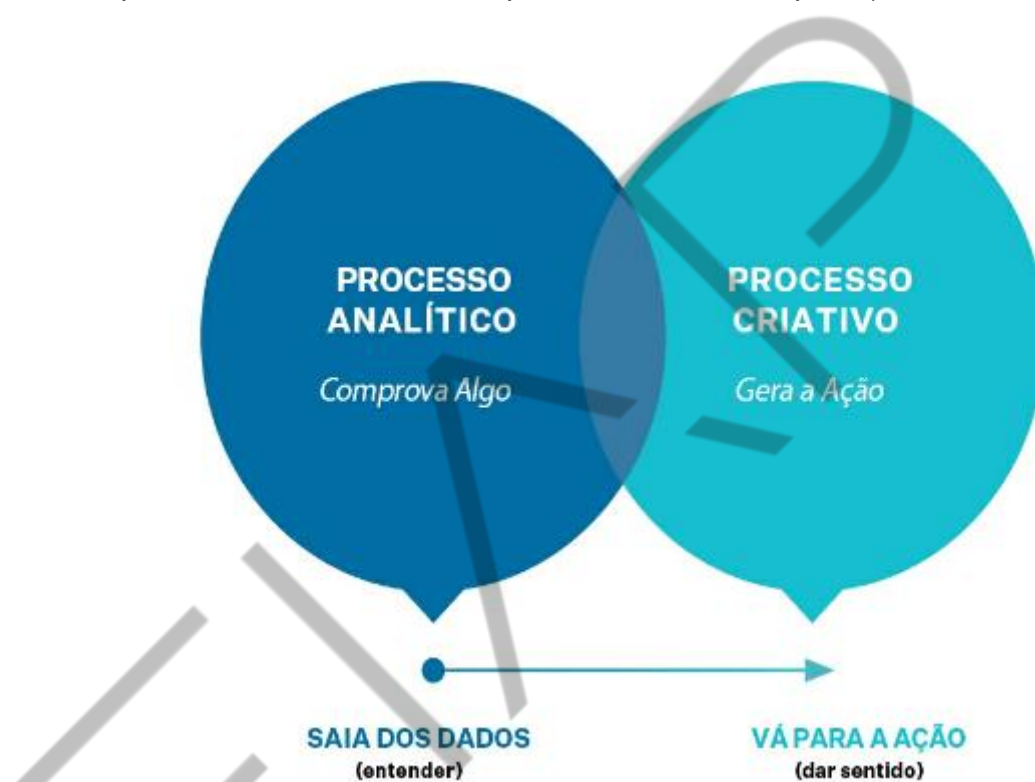 PROCESSO
ANALÍTICO
Comprova Algo
PROCESSO
CRIATIVO
Gera a Ação
SAIA DOS DADOS
(entender)
VÁ PARA A AÇÃO
(dar sentido)